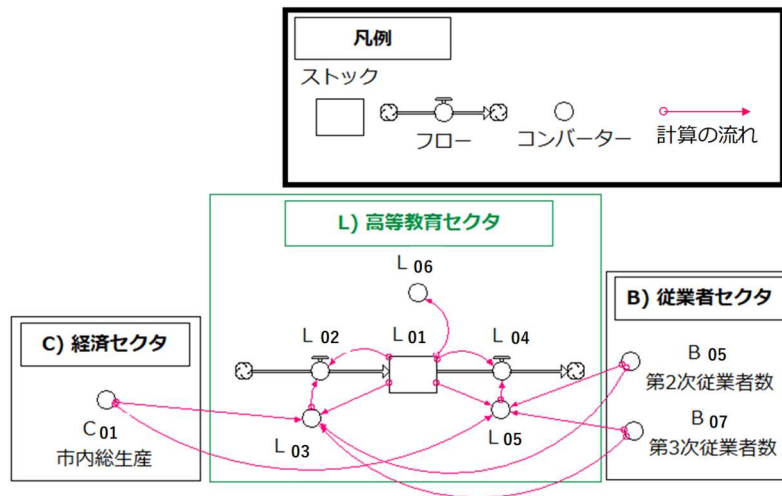 凡例
ストック
フロー
コンバーター
計算の流れ
L) 高等教育セクタ
L 06
C) 経済セクタ
B) 従業者セクタ
L 02
L 01
L 04
B 05
第2次従業者数
C 01
市内総生産
L 03
L 05
B 07
第3次従業者数